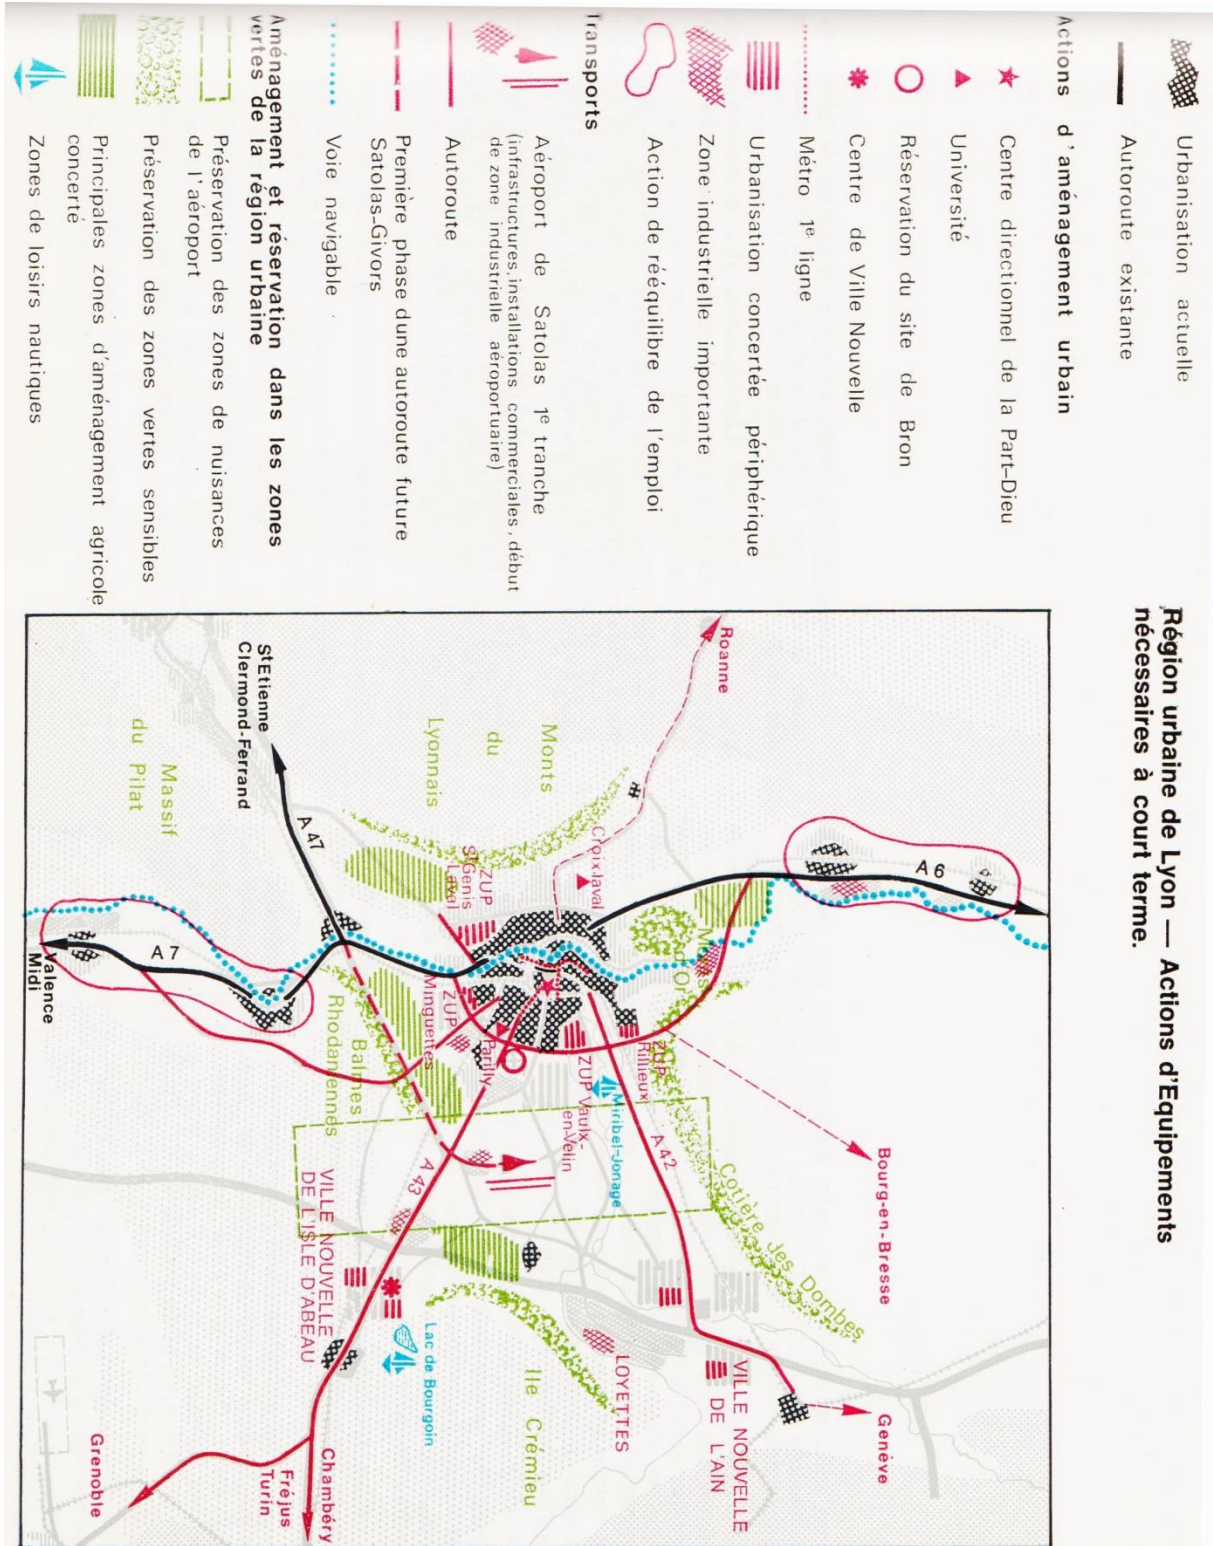 Région urbaine de Lyon — Actions d'Equipements
nécessaires à court terme.
Urbanisation actuelle
Autoroute existante
Actions d'aménagement urbain
Centre directionnel de la Part-Dieu
Université
Réservation du site de Bron
Centre de Ville Nouvelle
Métro 1e ligne
Urbanisation concertée périphérique
Zone industrielle importante
Action de rééquilibre de l'emploi
Transports
Aéroport de Satolas 1e tranche
(infrastructures, installations commerciales, début
de zone industrielle aéroportuaire)
Autoroute
Première phase dune autoroute future
Satolas-Givors
Voie navigable
Aménagement et réservation dans les zones
vertes de la région urbaine
Préservation des zones de nuisances
de l'aéroport
Préservation des zones vertes sensibles
Principales zones d'aménagement agricole
concerté
Zones de loisirs nautiques
Roanne
A 6
Bourg-en-Bresse
Genève
Monts
du
Lyonnais
Croix-laval
Monts
d'Or
ZUP
Rillieux
A 42
Cotière des Dombes
VILLE NOUVELLE
DE L'AIN
ZUP
St Genis
Laval
ZUP Vaulx-
en-Velin
Miribel-Jonage
LOYETTES
Parilly
ZUP
Minguettes
Ile Crémieu
St Etienne
Clermond-Ferrand
A 47
Balmes
Rhodaniennes
A 43
Lac de Bourgoin
VILLE NOUVELLE
DE L'ISLE D'ABEAU
Massif
du Pilat
A 7
Valence
Midi
Chambéry
Fréjus
Turin
Grenoble